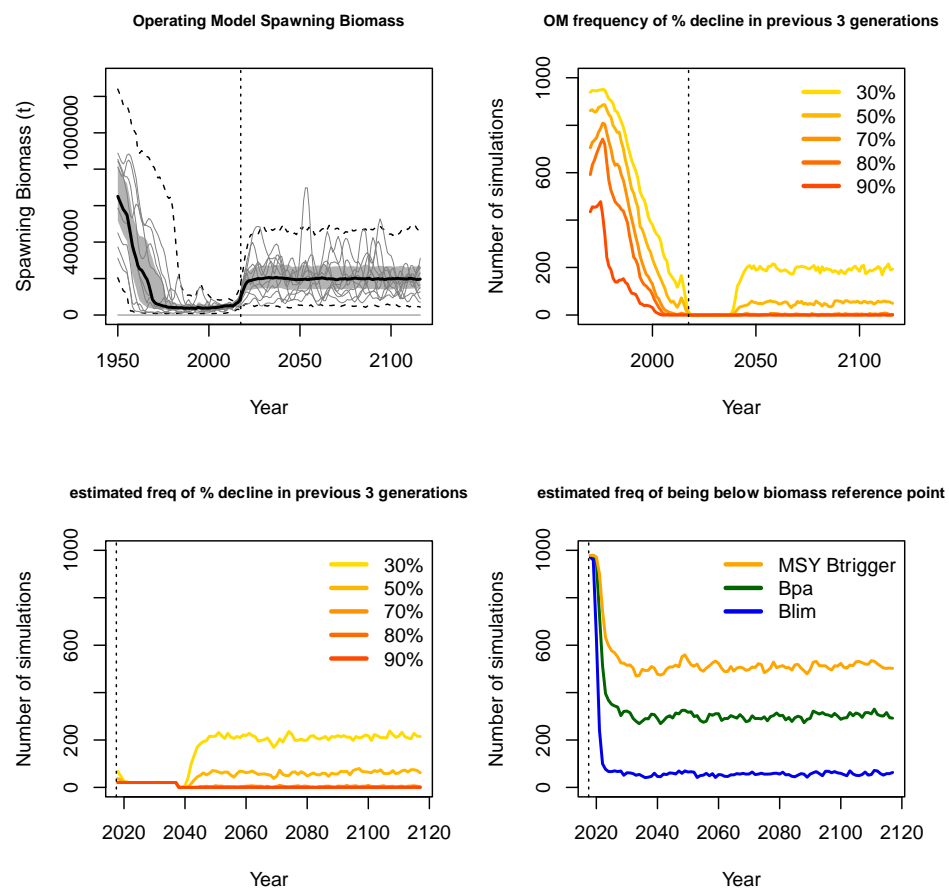 Operating Model Spawning Biomass
Spawning Biomass (t)
1000000
400000
0
1950
2000
2050
2100
Year
OM frequency of % decline in previous 3 generations
Number of simulations
1000
600
200
0
30%
50%
70%
80%
90%
2000
2050
2100
Year
estimated freq of % decline in previous 3 generations
Number of simulations
1000
600
200
0
30%
50%
70%
80%
90%
2020
2040
2060
2080
2100
2120
Year
estimated freq of being below biomass reference point
Number of simulations
1000
600
200
0
MSY Btrigger
Bpa
Blim
2020
2040
2060
2080
2100
2120
Year